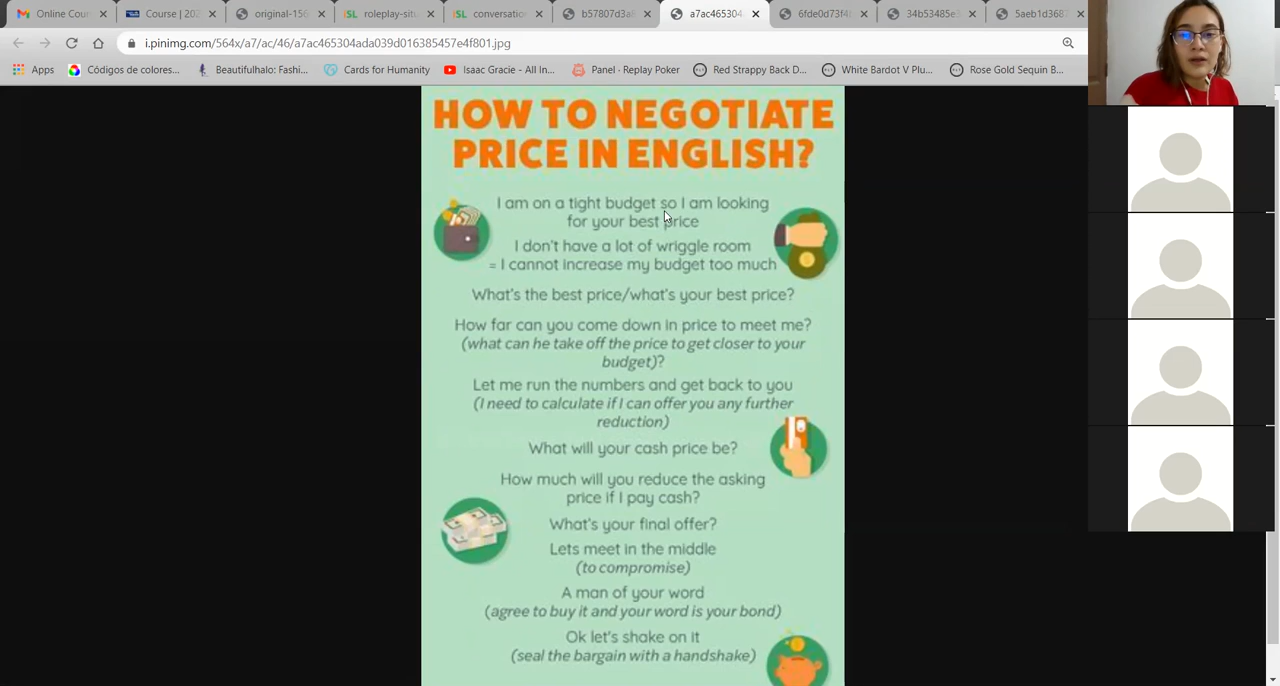 Online Cour
Course | 202
original-156
roleplay-situ
conversatio
b57807d3a8
a7ac465304
6fde0d73f4
34b53485e3
5aeb1d3687
i.pinimg.com/564x/a7/ac/46/a7ac465304ada039d016385457e4f801.jpg
Apps
Códigos de colores...
Beautifulhalo: Fashi...
Cards for Humanity
Isaac Gracie - All In...
Panel · Replay Poker
Red Strappy Back D...
White Bardot V Plu...
Rose Gold Sequin B...
HOW TO NEGOTIATE
PRICE IN ENGLISH?
I am on a tight budget so I am looking
for your best price
I don't have a lot of wriggle room
= I cannot increase my budget too much
What's the best price/what's your best price?
How far can you come down in price to meet me?
(what can he take off the price to get closer to your
budget)?
Let me run the numbers and get back to you
(I need to calculate if I can offer you any further
reduction)
What will your cash price be?
How much will you reduce the asking
price if I pay cash?
What's your final offer?
Lets meet in the middle
(to compromise)
A man of your word
(agree to buy it and your word is your bond)
Ok let's shake on it
(seal the bargain with a handshake)